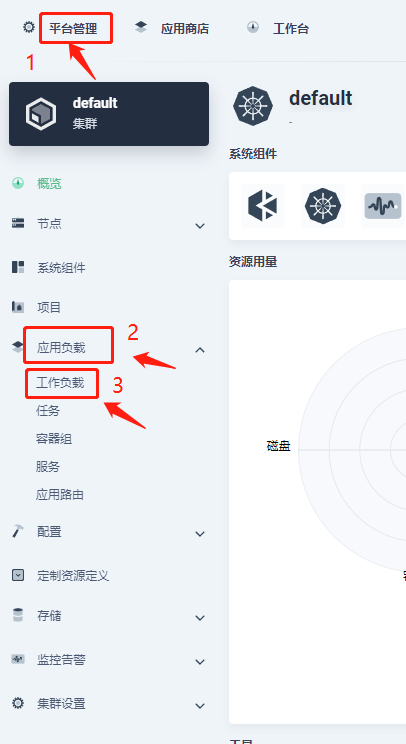 平台管理 应用商店 工作台
1
default
集群
default
-
系统组件
概览
节点
系统组件
项目
应用负载
2
工作负载
3
任务
容器组
服务
应用路由
配置
定制资源定义
存储
监控告警
集群设置
资源用量
磁盘